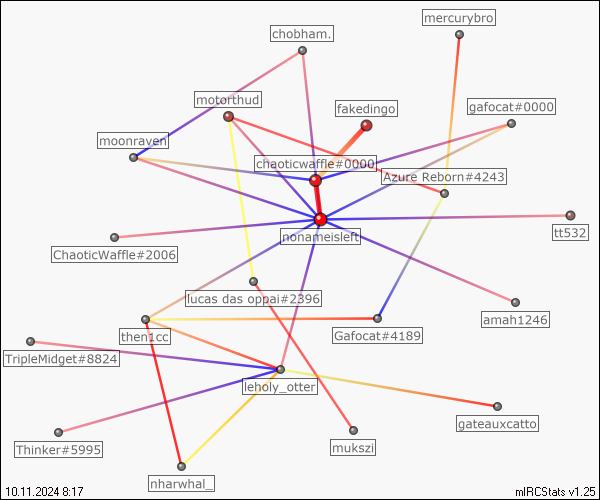 mercurybro
chobham.
motorthud
fakedingo
gafocat#0000
moonraven
chaoticwaffle#0000
Azure Reborn#4243
nonameisleft
tt532
ChaoticWaffle#2006
lucas das oppai#2396
amah1246
then1cc
Gafocat#4189
TripleMidget#8824
leholy_otter
gateauxcatto
Thinker#5995
mukszi
nharwhal_
10.11.2024 8:17
mIRCStats v1.25